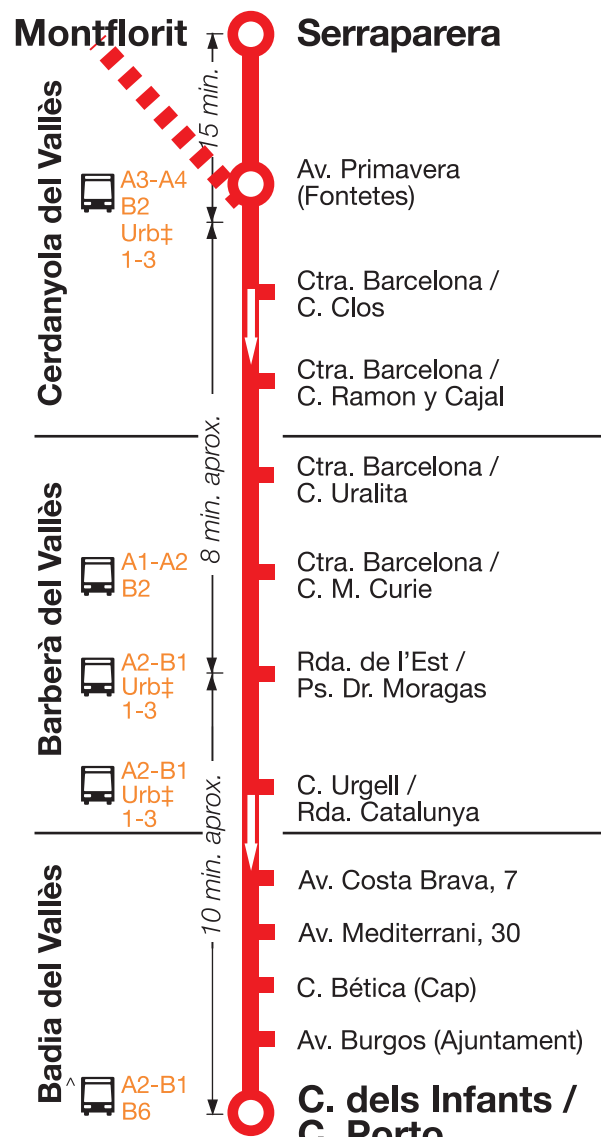 Montflorit
Serraparera
15 min.
Cerdanyola del Vallès
A3-A4
B2
Urb‡
1-3
Av. Primavera
(Fontetes)
Ctra. Barcelona /
C. Clos
Ctra. Barcelona /
C. Ramon y Cajal
8 min. aprox.
Barberà del Vallès
Ctra. Barcelona /
C. Uralita
A1-A2
B2
Ctra. Barcelona /
C. M. Curie
A2-B1
Urb‡
1-3
Rda. de l'Est /
Ps. Dr. Moragas
A2-B1
Urb‡
1-3
C. Urgell /
Rda. Catalunya
10 min. aprox.
Badia del Vallès
Av. Costa Brava, 7
Av. Mediterrani, 30
C. Bética (Cap)
Av. Burgos (Ajuntament)
A2-B1
B6
C. dels Infants /
C. Porto